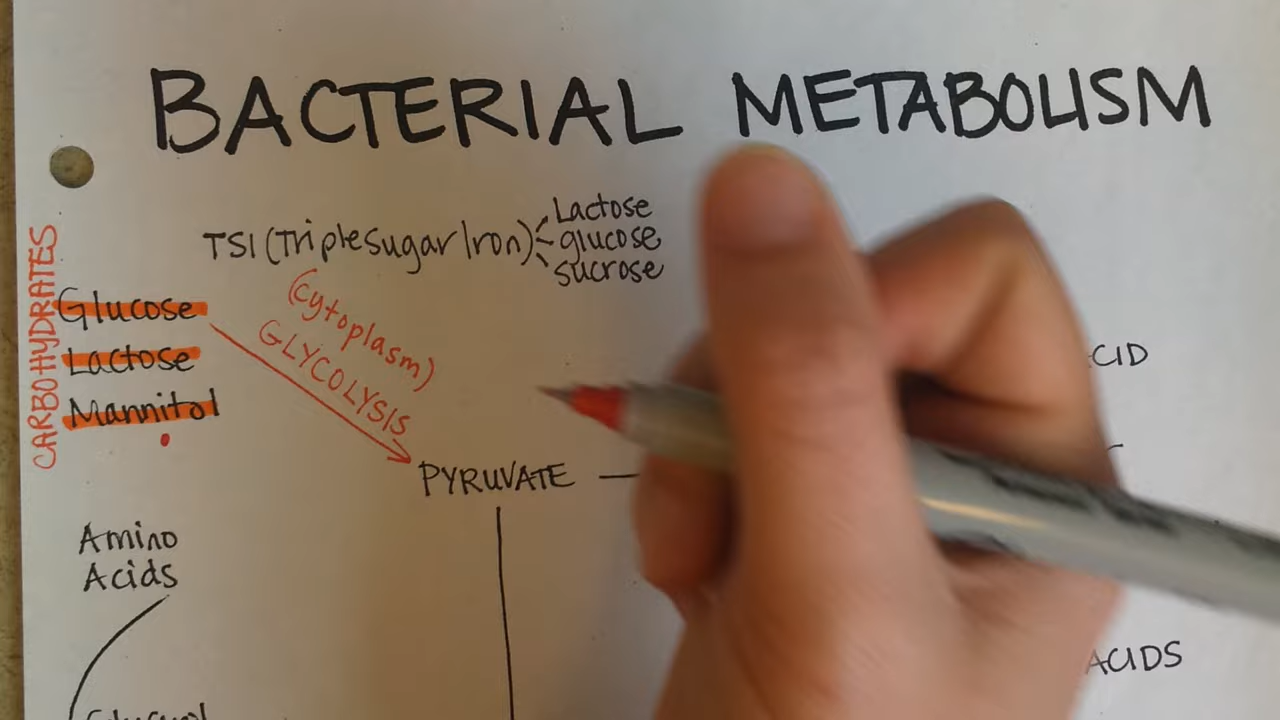 BACTERIAL METABOLISM
TSI (Triple Sugar Iron)
Lactose
glucose
sucrose
CARBOHYDRATES
Glucose
Lactose
Mannitol
(cytoplasm)
GLYCOLYSIS
PYRUVATE
CID
Amino
Acids
ACIDS